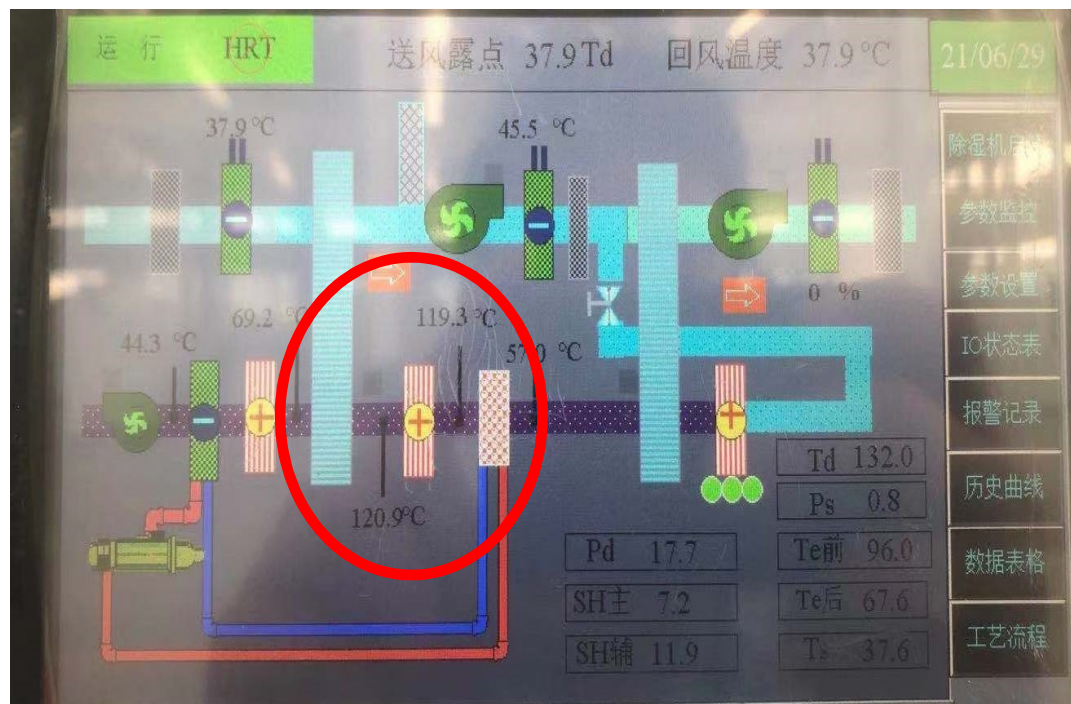 运行 HRT 送风露点 37.9 Td 回风温度 37.9 ℃ 21/06/29
37.9 ℃ 45.5 ℃
除湿机启
参数监控
参数设置
0 %
69.2 ℃ 119.3 ℃
44.3 ℃ 57.0 ℃
IO状态表
报警记录
Td 132.0
历史曲线
120.9℃ Ps 0.8
Pd 17.7 Te前 96.0
数据表格
SH主 7.2 Te后 67.6
工艺流程
SH辅 11.9 Ts 37.6